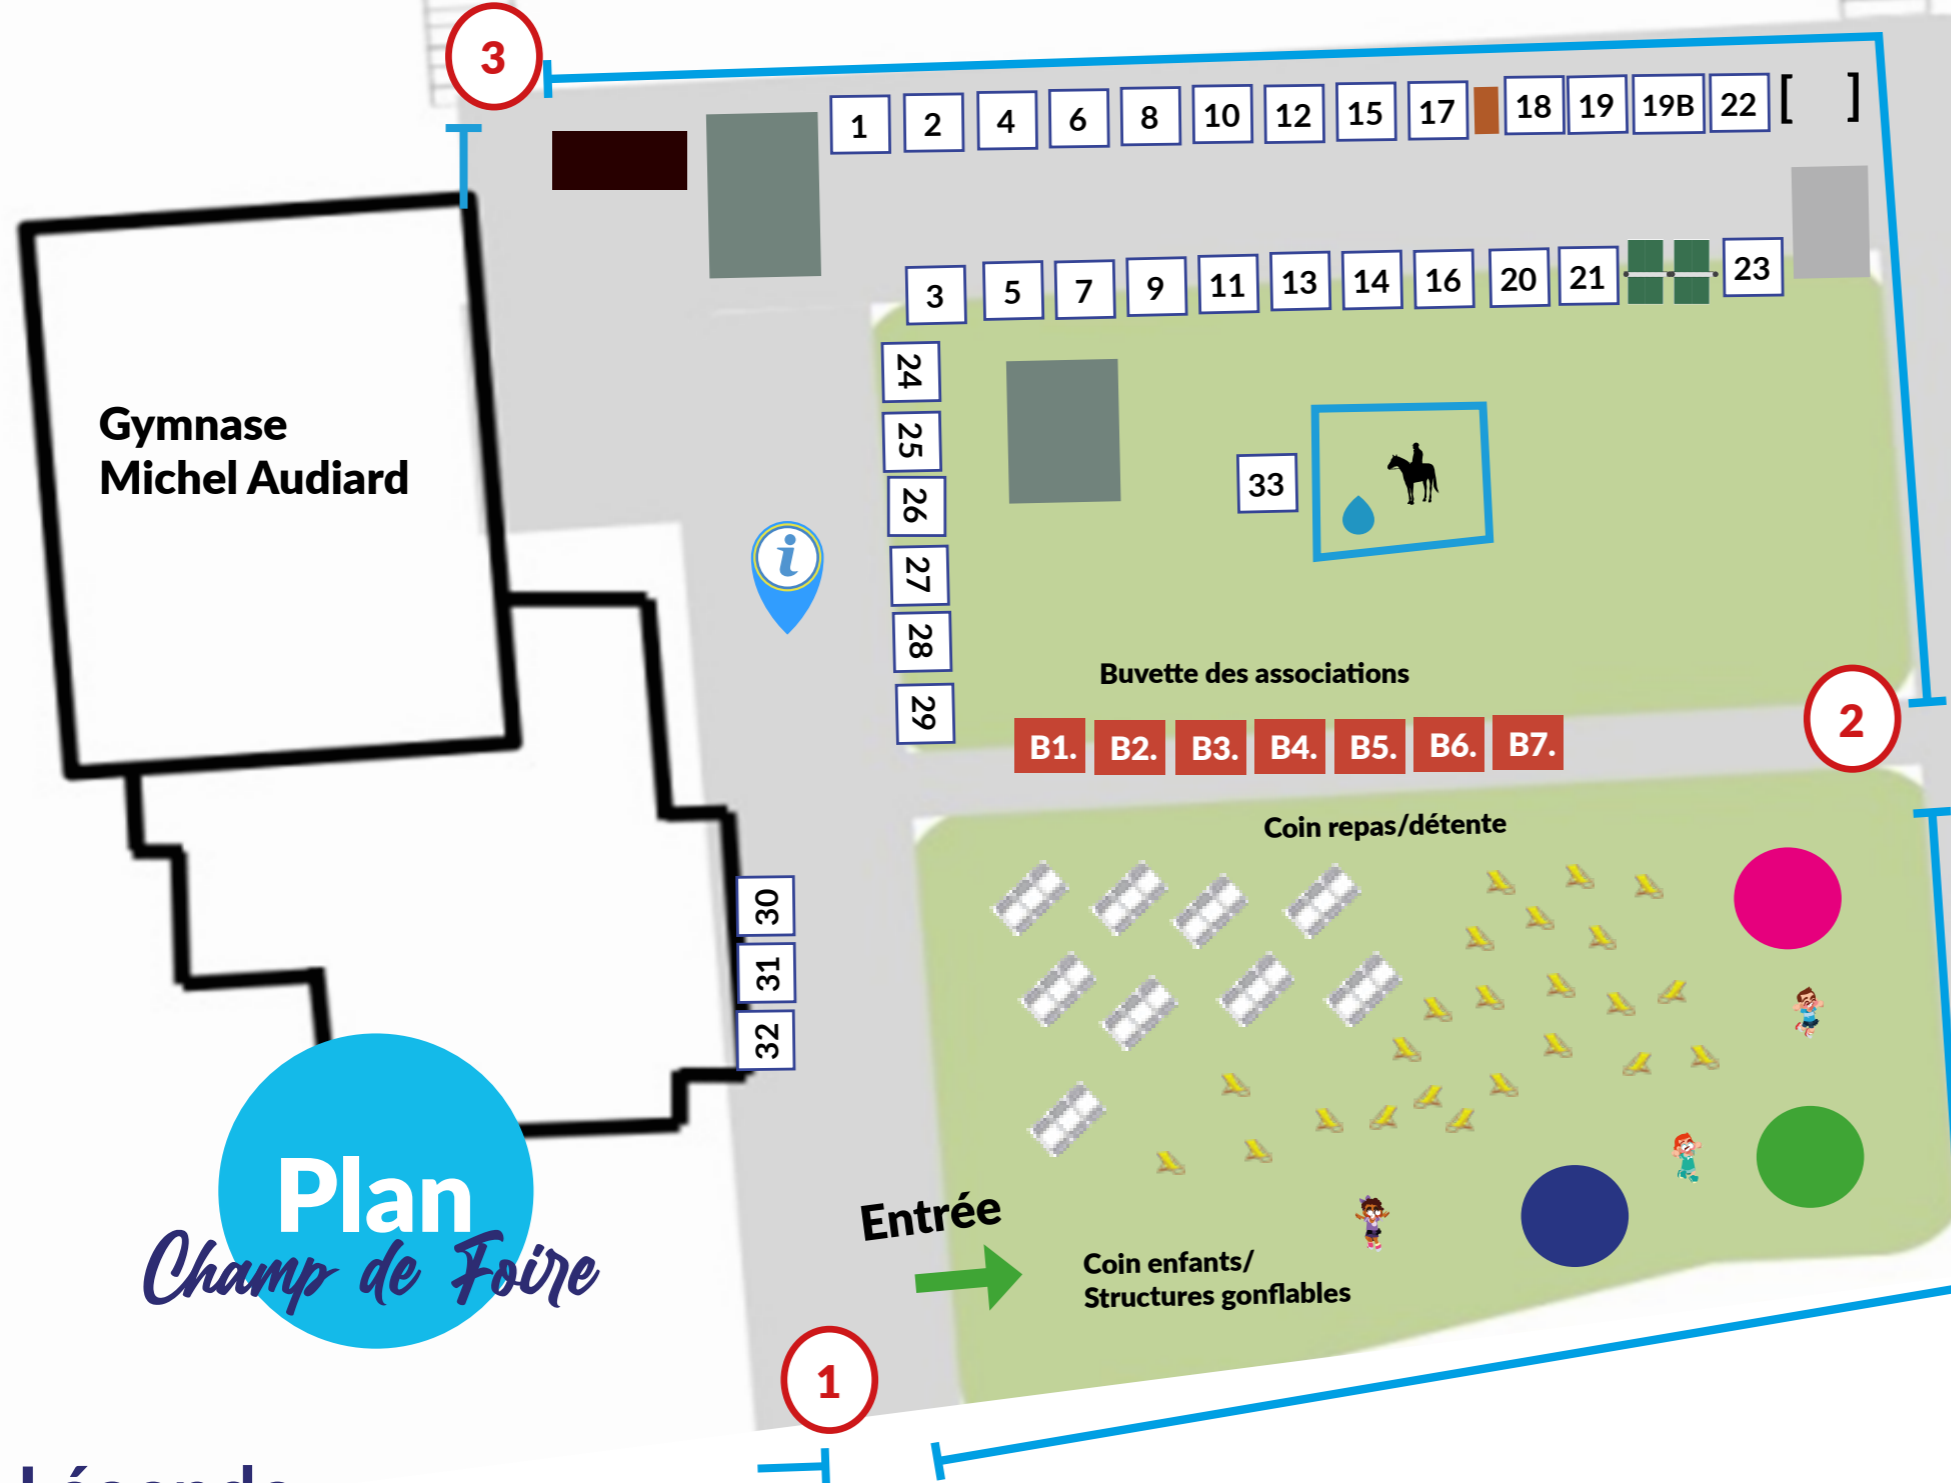 3
1 2 4 6 8 10 12 15 17 18 19 19B 22 [ ]
3 5 7 9 11 13 14 16 20 21 23
24
25
26
27
28
29
Gymnase
Michel Audiard
i
33
Buvette des associations
B1. B2. B3. B4. B5. B6. B7.
2
Coin repas/détente
30
31
32
Plan
Champ de Foire
Entrée
Coin enfants/
Structures gonflables
1